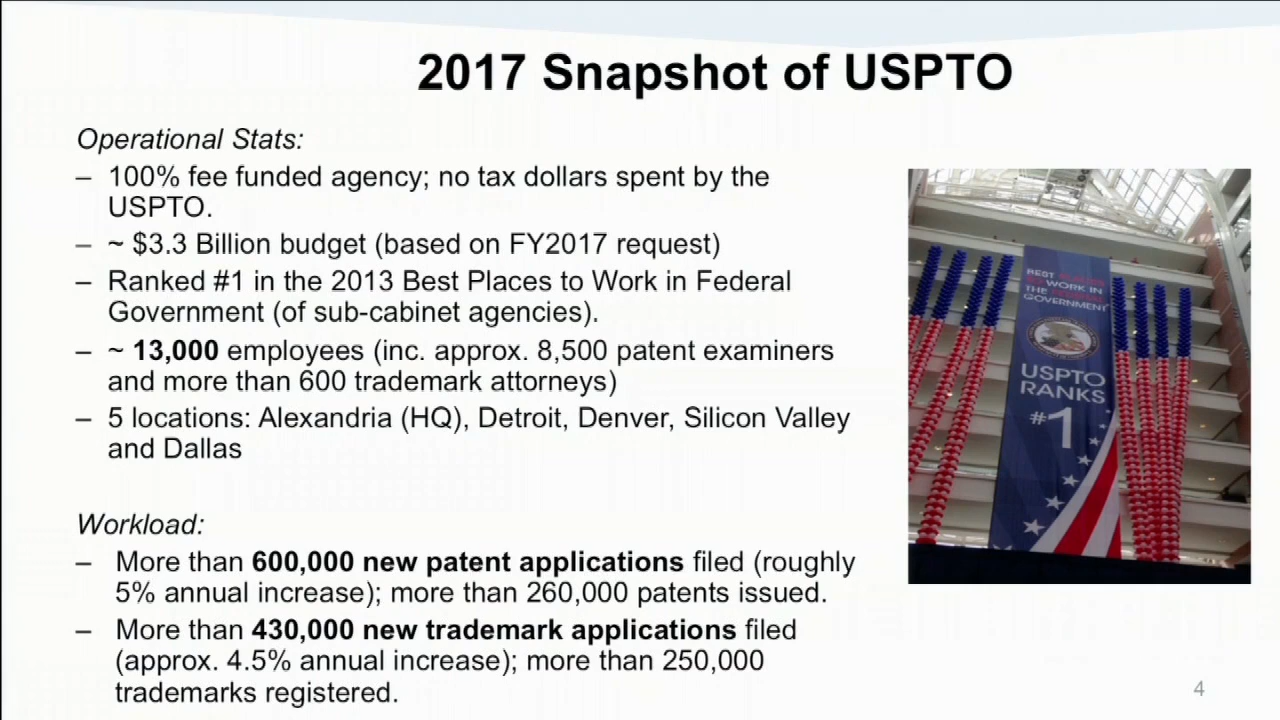 2017 Snapshot of USPTO
Operational Stats:
– 100% fee funded agency; no tax dollars spent by the
USPTO.
– ~ $3.3 Billion budget (based on FY2017 request)
– Ranked #1 in the 2013 Best Places to Work in Federal
Government (of sub-cabinet agencies).
– ~ 13,000 employees (inc. approx. 8,500 patent examiners
and more than 600 trademark attorneys)
– 5 locations: Alexandria (HQ), Detroit, Denver, Silicon Valley
and Dallas
Workload:
– More than 600,000 new patent applications filed (roughly
5% annual increase); more than 260,000 patents issued.
– More than 430,000 new trademark applications filed
(approx. 4.5% annual increase); more than 250,000
trademarks registered.
BEST
WORK IN
THE
GOVERNMENT
USPTO
RANKS
#1
4